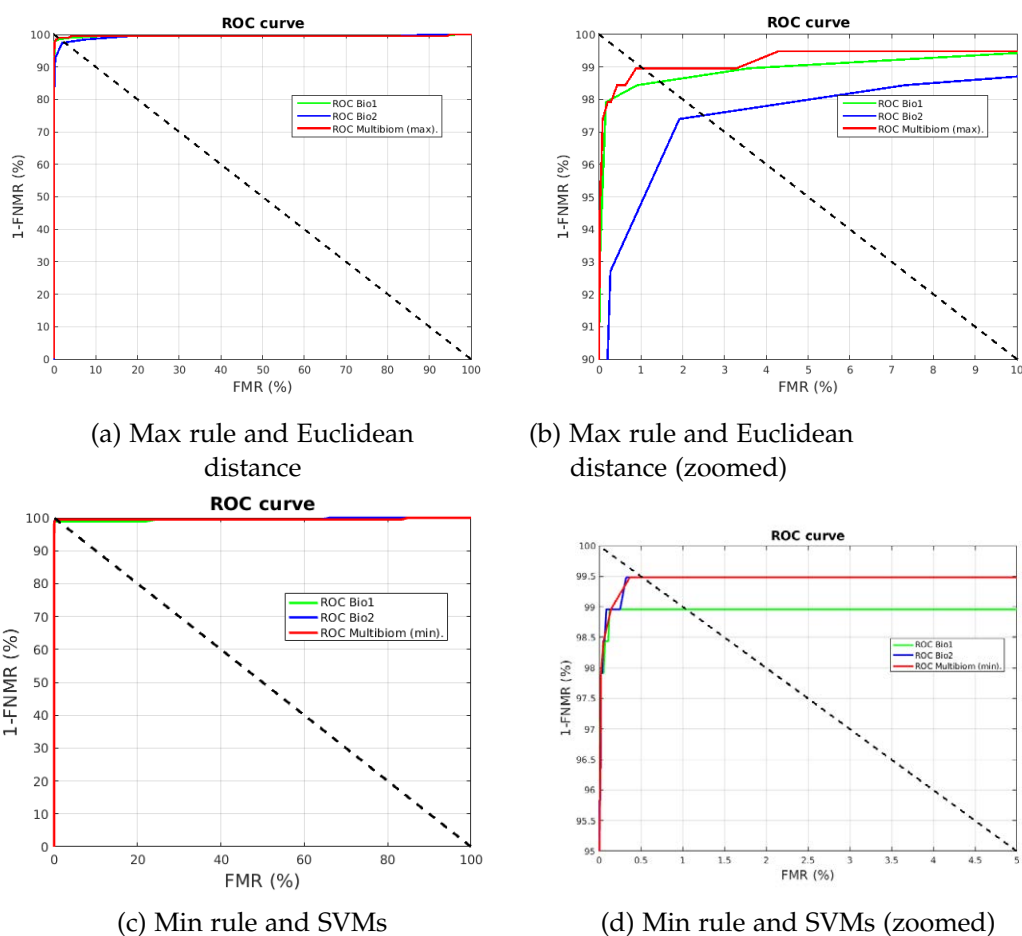 ROC curve
100
90
80
70
60
50
40
30
20
10
0
1-FNMR (%)
0 10 20 30 40 50 60 70 80 90 100
FMR (%)
ROC Bio1
ROC Bio2
ROC Multibiom (max).
ROC curve
100
99
98
97
96
95
94
93
92
91
90
1-FNMR (%)
0 1 2 3 4 5 6 7 8 9 10
FMR (%)
ROC Bio1
ROC Bio2
ROC Multibiom (max).
(a) Max rule and Euclidean
distance
(b) Max rule and Euclidean
distance (zoomed)
ROC curve
100
90
80
70
60
50
40
30
20
10
0
1-FNMR (%)
0 20 40 60 80 100
FMR (%)
ROC Bio1
ROC Bio2
ROC Multibiom (min).
ROC curve
100
99.5
99
98.5
98
97.5
97
96.5
96
95.5
95
1-FNMR (%)
0 0.5 1 1.5 2 2.5 3 3.5 4 4.5 5
FMR (%)
ROC Bio1
ROC Bio2
ROC Multibiom (min).
(c) Min rule and SVMs
(d) Min rule and SVMs (zoomed)